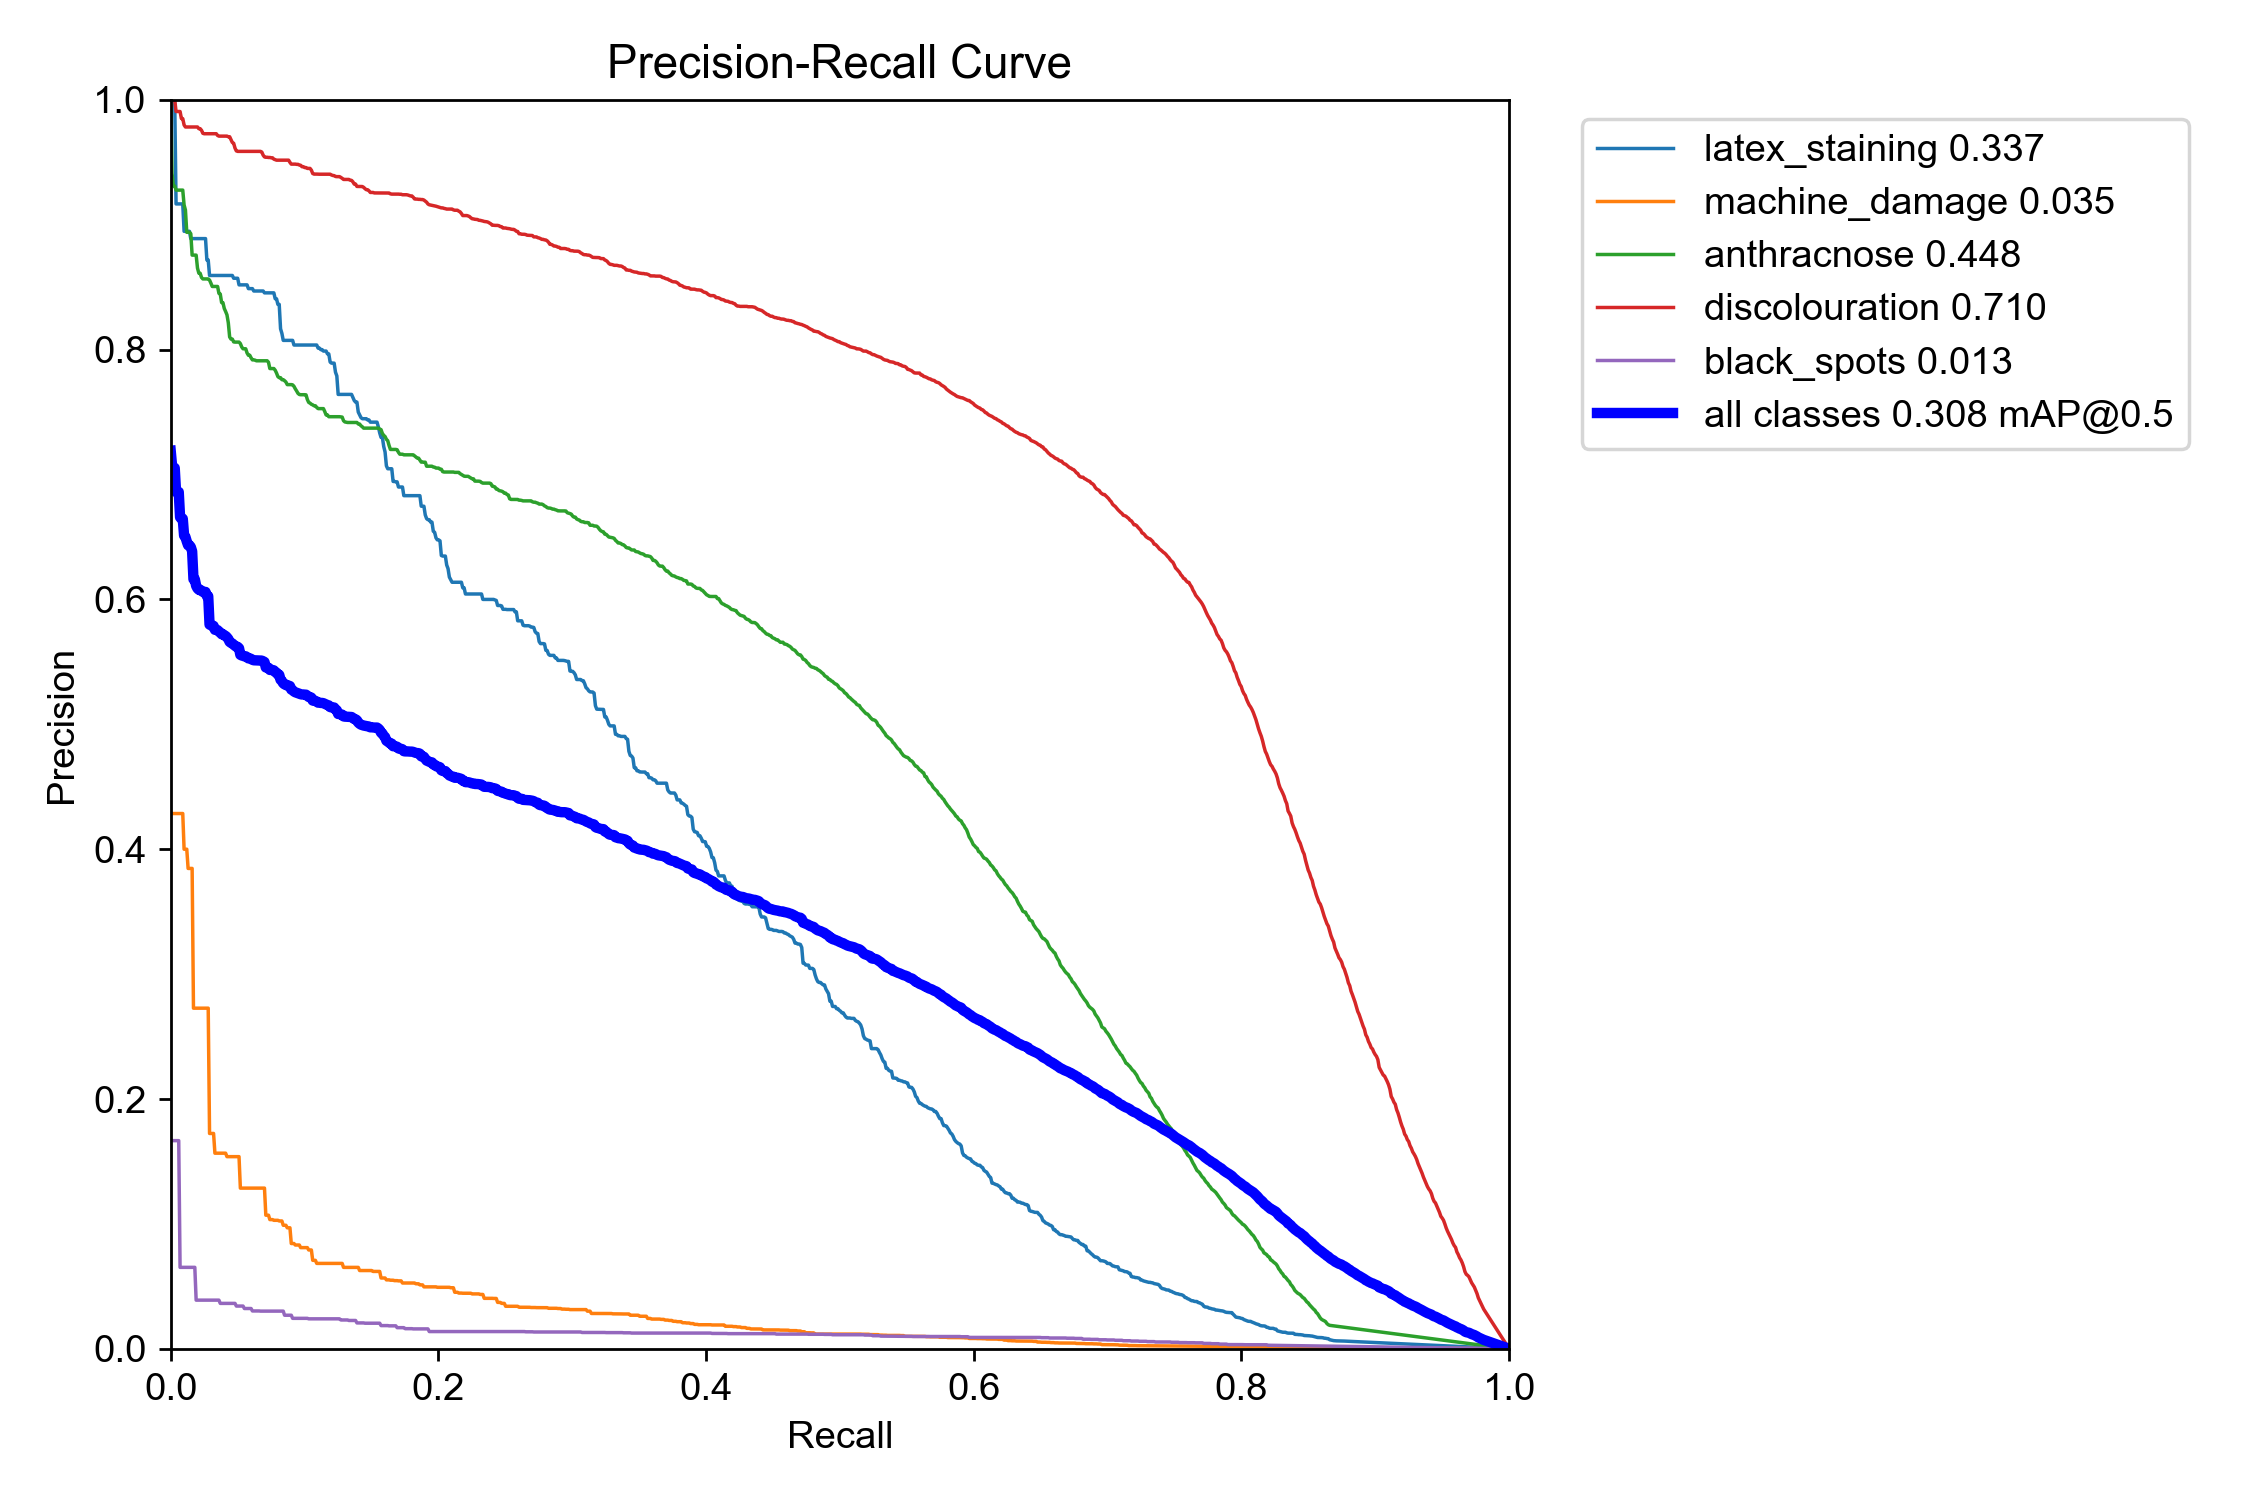 Precision-Recall Curve
1.0
0.8
0.6
0.4
0.2
0.0
Precision
0.0 0.2 0.4 0.6 0.8 1.0
Recall
latex_staining 0.337
machine_damage 0.035
anthracnose 0.448
discolouration 0.710
black_spots 0.013
all classes 0.308 mAP@0.5